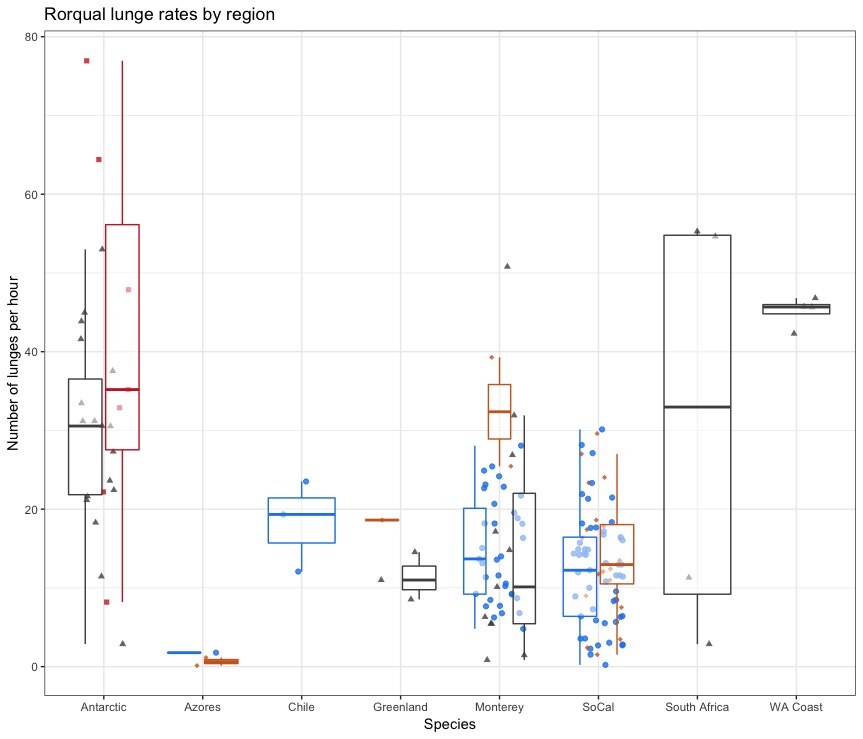 Rorqual lunge rates by region
Number of lunges per hour
80
60
40
20
0
Antarctic Azores Chile Greenland Monterey SoCal South Africa WA Coast
Species